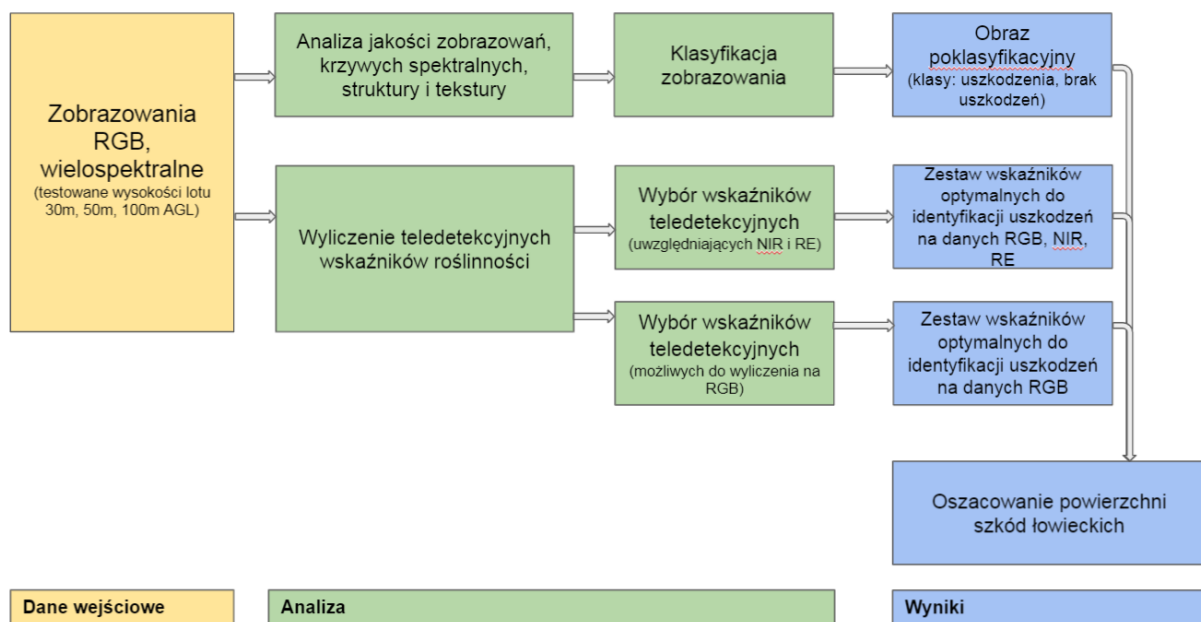 Zobrazowania
RGB,
wielospektralne
(testowane wysokości lotu
30m, 50m, 100m AGL)
Analiza jakości zobrazowań,
krzywych spektralnych,
struktury i tekstury
Klasyfikacja
zobrazowania
Obraz
poklasyfikacyjny
(klasy: uszkodzenia, brak
uszkodzeń)
Wyliczenie teledetekcyjnych
wskaźników roślinności
Wybór wskaźników
teledetekcyjnych
(uwzględniających NIR i RE)
Zestaw wskaźników
optymalnych do
identyfikacji uszkodzeń
na danych RGB, NIR,
RE
Wybór wskaźników
teledetekcyjnych
(możliwych do wyliczenia na
RGB)
Zestaw wskaźników
optymalnych do
identyfikacji uszkodzeń
na danych RGB
Oszacowanie powierzchni
szkód łowieckich
Dane wejściowe
Analiza
Wyniki